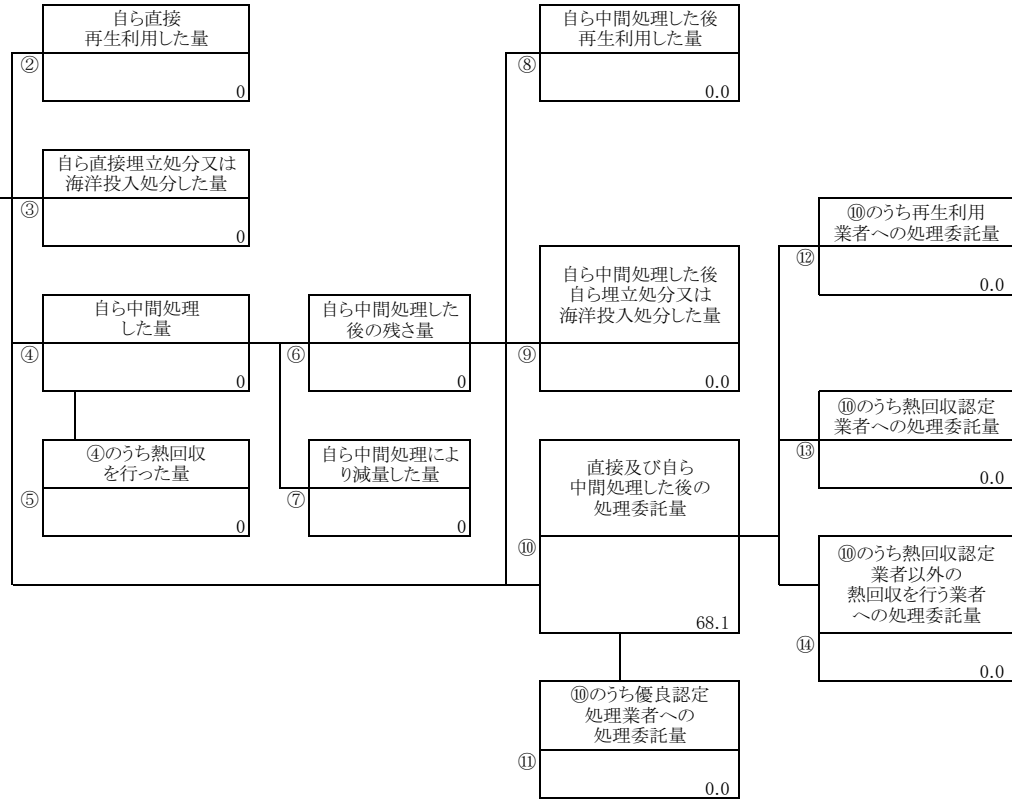 自ら直接
再生利用した量
②
0
自ら直接埋立処分又は
海洋投入処分した量
③
0
自ら中間処理
した量
④
0
④のうち熱回収
を行った量
⑤
0
自ら中間処理した
後の残さ量
⑥
0
自ら中間処理によ
り減量した量
⑦
0
自ら中間処理した後
再生利用した量
⑧
0.0
自ら中間処理した後
自ら埋立処分又は
海洋投入処分した量
⑨
0.0
直接及び自ら
中間処理した後の
処理委託量
⑩
68.1
⑩のうち優良認定
処理業者への
処理委託量
⑪
0.0
⑩のうち再生利用
業者への処理委託量
⑫
0.0
⑩のうち熱回収認定
業者への処理委託量
⑬
0.0
⑩のうち熱回収認定
業者以外の
熱回収を行う業者
への処理委託量
⑭
0.0